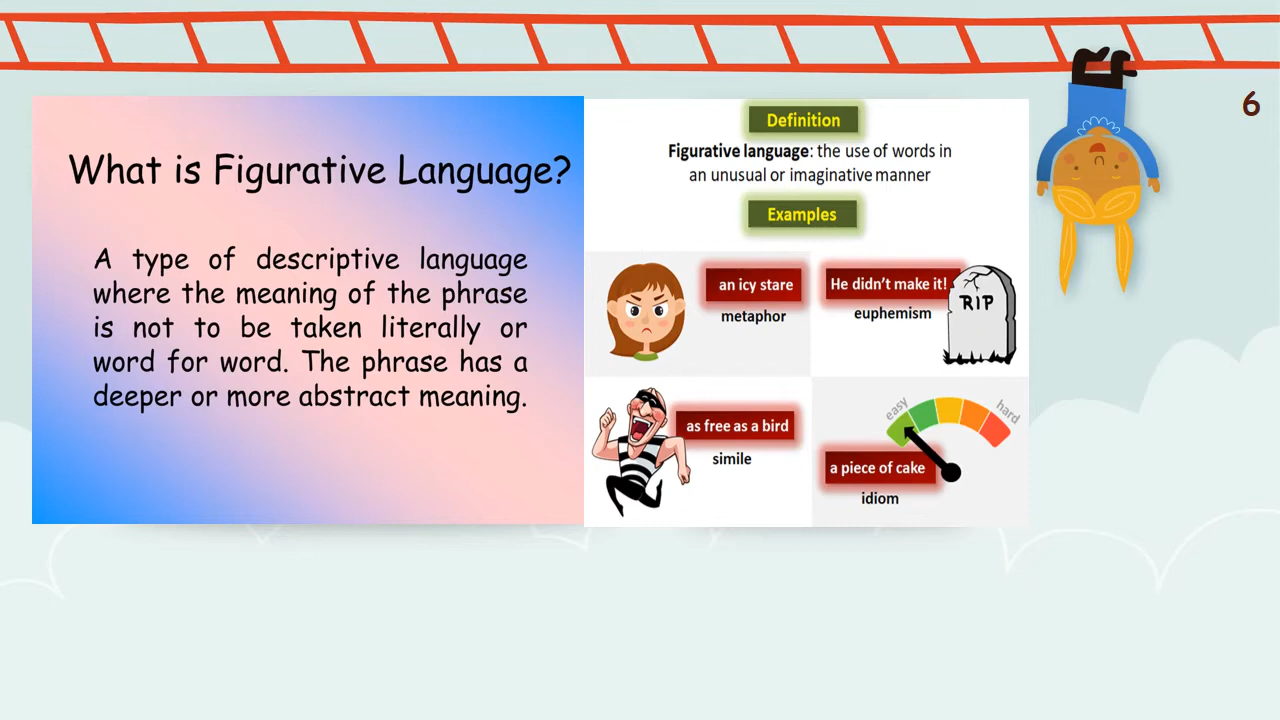 6
What is Figurative Language?
A type of descriptive language
where the meaning of the phrase
is not to be taken literally or
word for word. The phrase has a
deeper or more abstract meaning.
Definition
Figurative language: the use of words in
an unusual or imaginative manner
Examples
an icy stare
metaphor
He didn't make it!
euphemism
RIP
as free as a bird
simile
easy
hard
a piece of cake
idiom